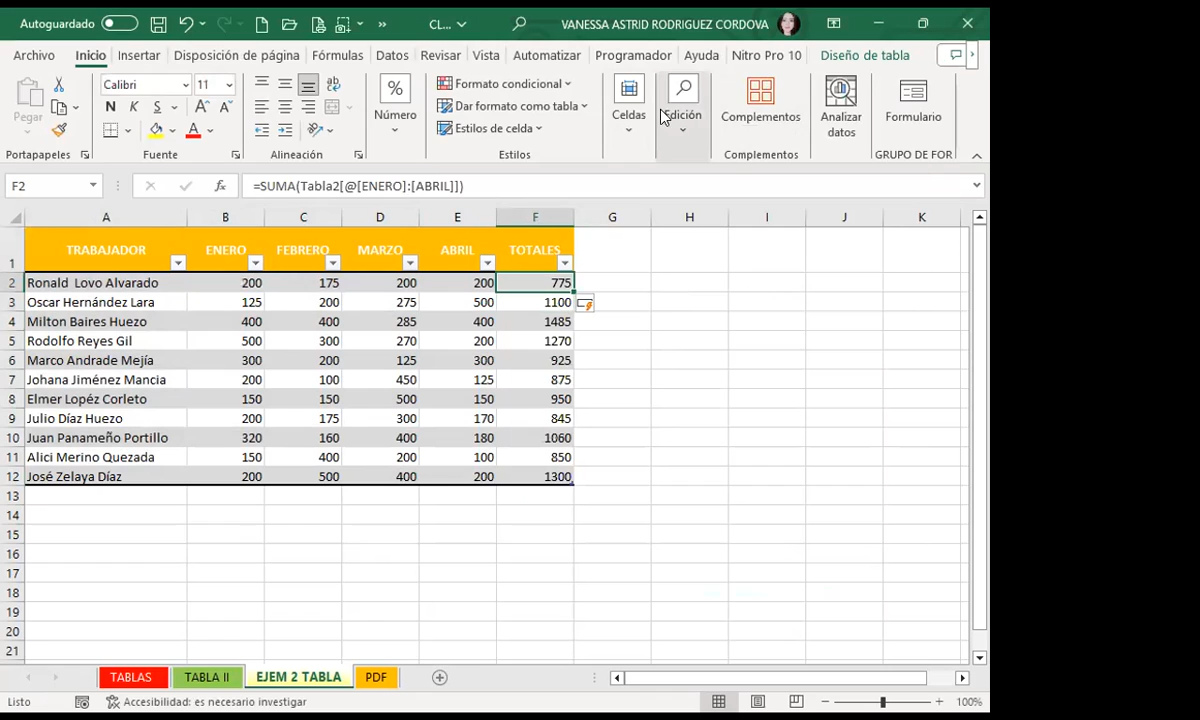 Autoguardado CL... VANESSA ASTRID RODRIGUEZ CORDOVA
Archivo Inicio Insertar Disposición de página Fórmulas Datos Revisar Vista Automatizar Programador Ayuda Nitro Pro 10 Diseño de tabla
Pegar
Portapapeles
Calibri 11
N K S
Fuente
Alineación
%
Número
Formato condicional
Dar formato como tabla
Estilos de celda
Estilos
Celdas
Edición
Complementos
Complementos
Analizar
datos
Formulario
GRUPO DE FOR
F2 fx =SUMA(Tabla2[@[ENERO]:[ABRIL]])
A B C D E F G H I J K
1 TRABAJADOR ENERO FEBRERO MARZO ABRIL TOTALES
2 Ronald Lovo Alvarado 200 175 200 200 775
3 Oscar Hernández Lara 125 200 275 500 1100
4 Milton Baires Huezo 400 400 285 400 1485
5 Rodolfo Reyes Gil 500 300 270 200 1270
6 Marco Andrade Mejía 300 200 125 300 925
7 Johana Jiménez Mancia 200 100 450 125 875
8 Elmer Lopéz Corleto 150 150 500 150 950
9 Julio Díaz Huezo 200 175 300 170 845
10 Juan Panameño Portillo 320 160 400 180 1060
11 Alici Merino Quezada 150 400 200 100 850
12 José Zelaya Díaz 200 500 400 200 1300
13
14
15
16
17
18
19
20
21
TABLAS TABLA II EJEM 2 TABLA PDF
Listo Accesibilidad: es necesario investigar 100%